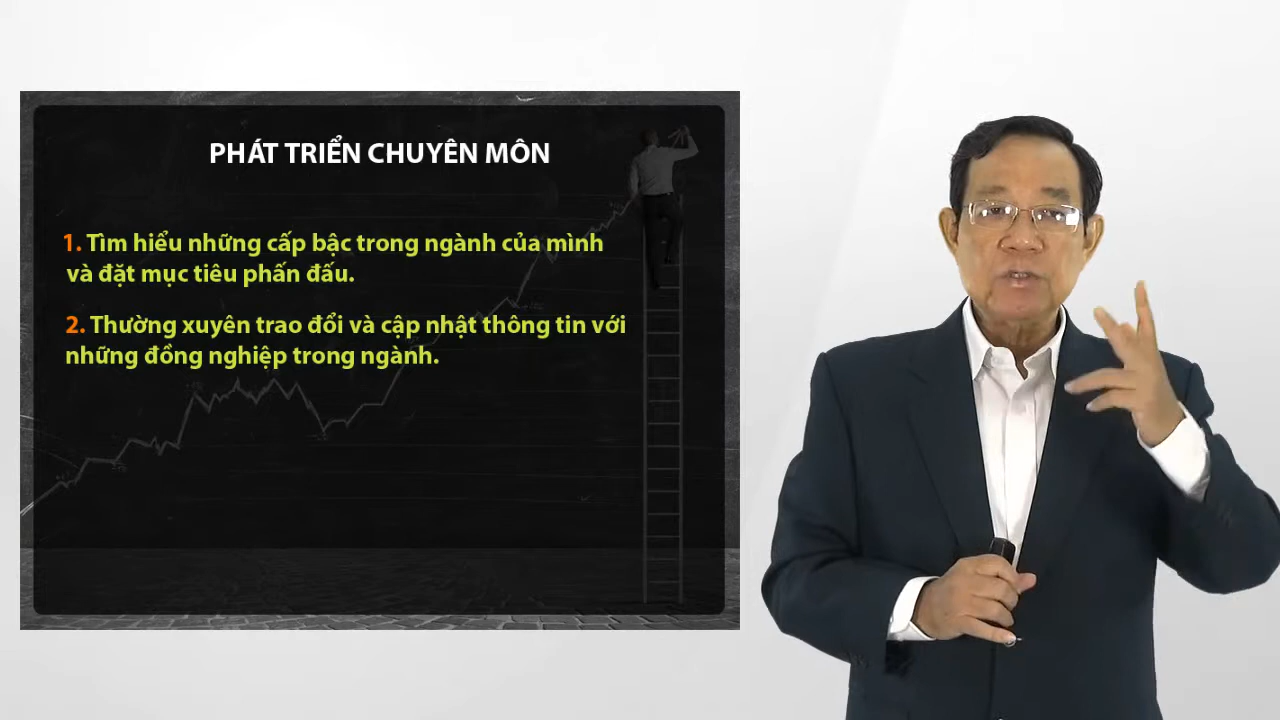 PHÁT TRIỂN CHUYÊN MÔN
1. Tìm hiểu những cấp bậc trong ngành của mình
và đặt mục tiêu phấn đấu.
2. Thường xuyên trao đổi và cập nhật thông tin với
những đồng nghiệp trong ngành.